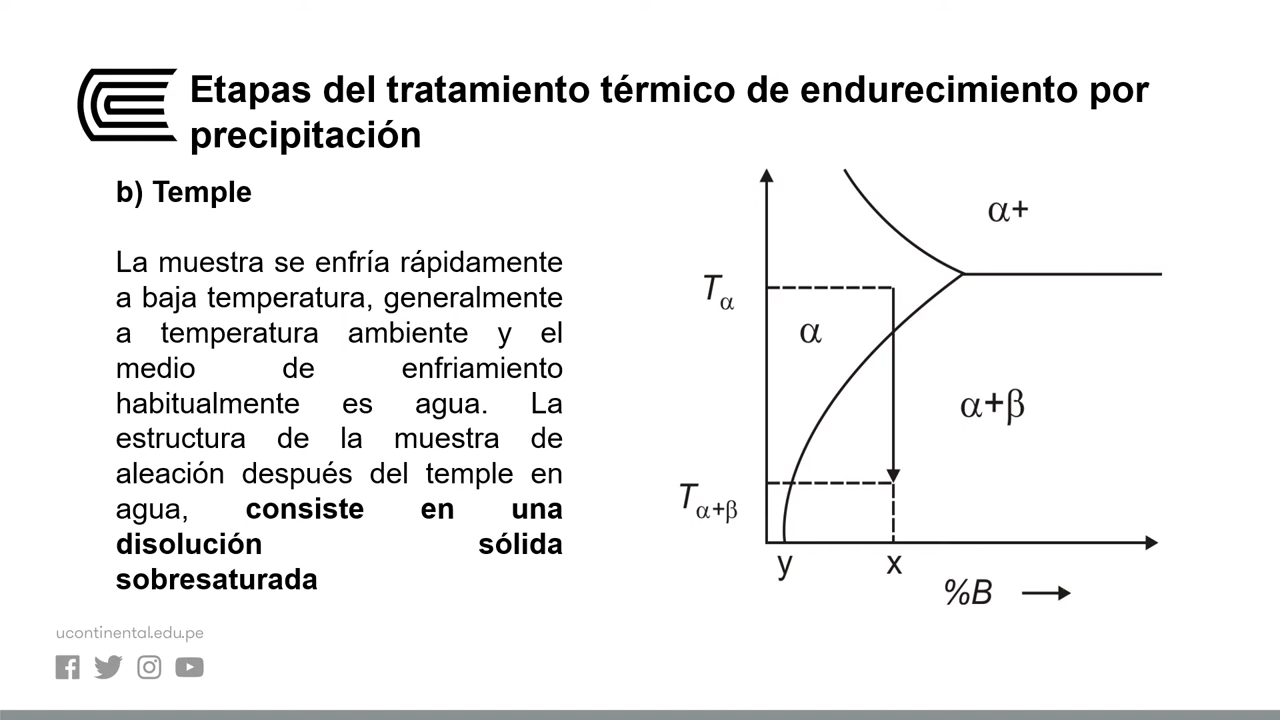 Etapas del tratamiento térmico de endurecimiento por
precipitación
b) Temple
La muestra se enfría rápidamente
a baja temperatura, generalmente
a temperatura ambiente y el
medio de enfriamiento
habitualmente es agua. La
estructura de la muestra de
aleación después del temple en
agua, consiste en una
disolución sólida
sobresaturada
α+
Tα
α
α+β
Tα+β
y
x
%B
ucontinental.edu.pe